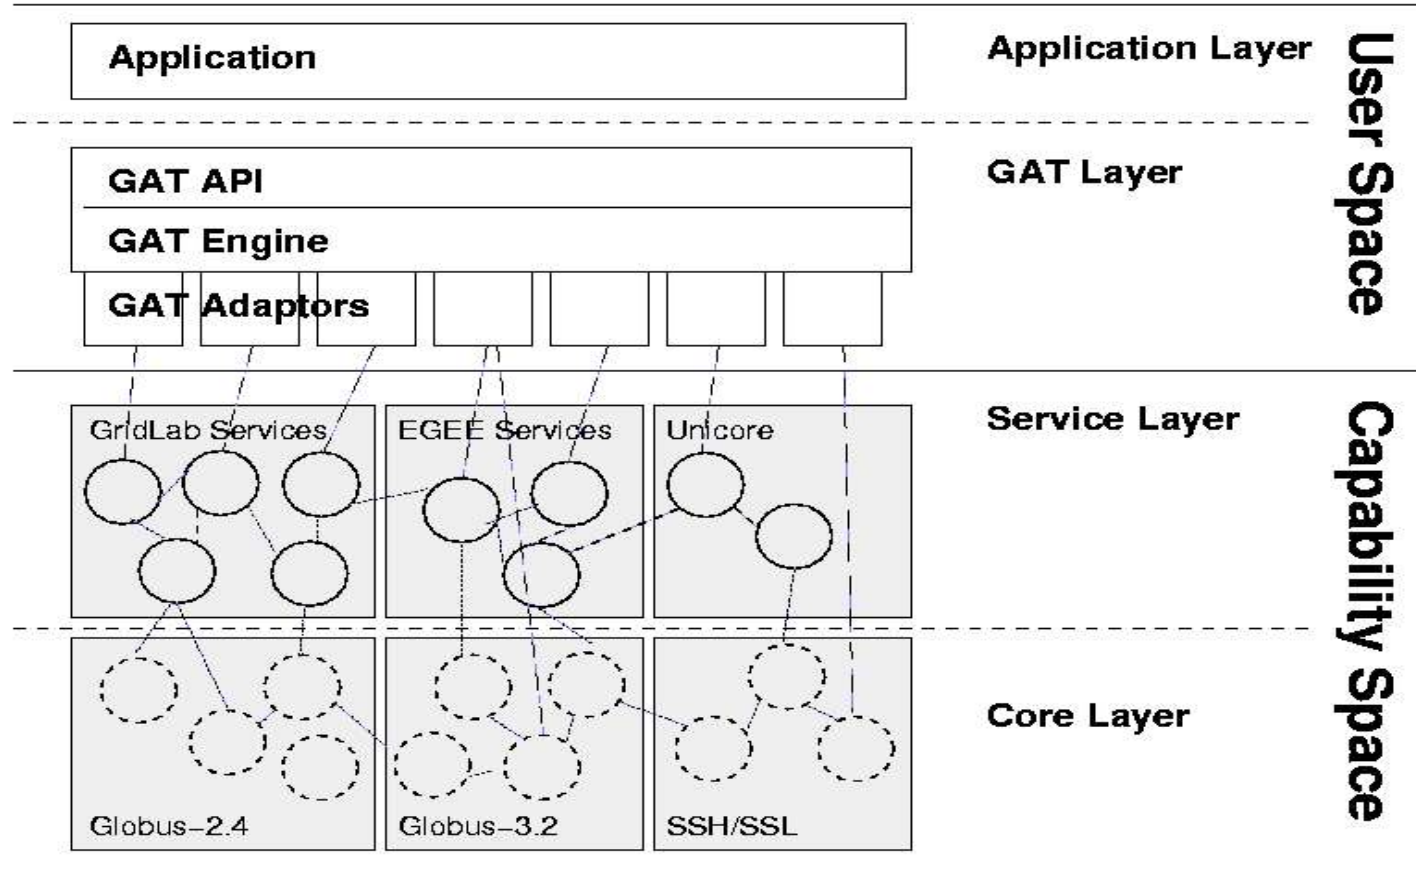 Application
Application Layer
User Space
GAT API
GAT Layer
GAT Engine
GAT Adaptors
GridLab Services
EGEE Services
Unicore
Service Layer
Capability Space
Core Layer
Globus-2.4
Globus-3.2
SSH/SSL